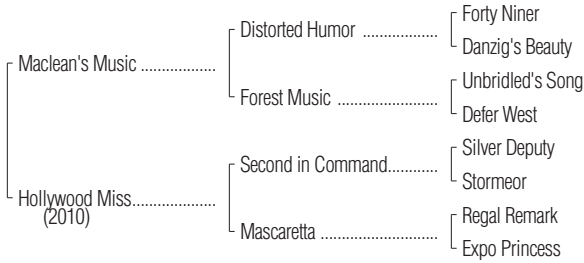 Forty Niner
Distorted Humor ..................
Danzig's Beauty
Maclean's Music ..................
Unbridled's Song
Forest Music ........................
Defer West
Silver Deputy
Second in Command............
Stormeor
Hollywood Miss....................
(2010)
Regal Remark
Mascaretta ............................
Expo Princess